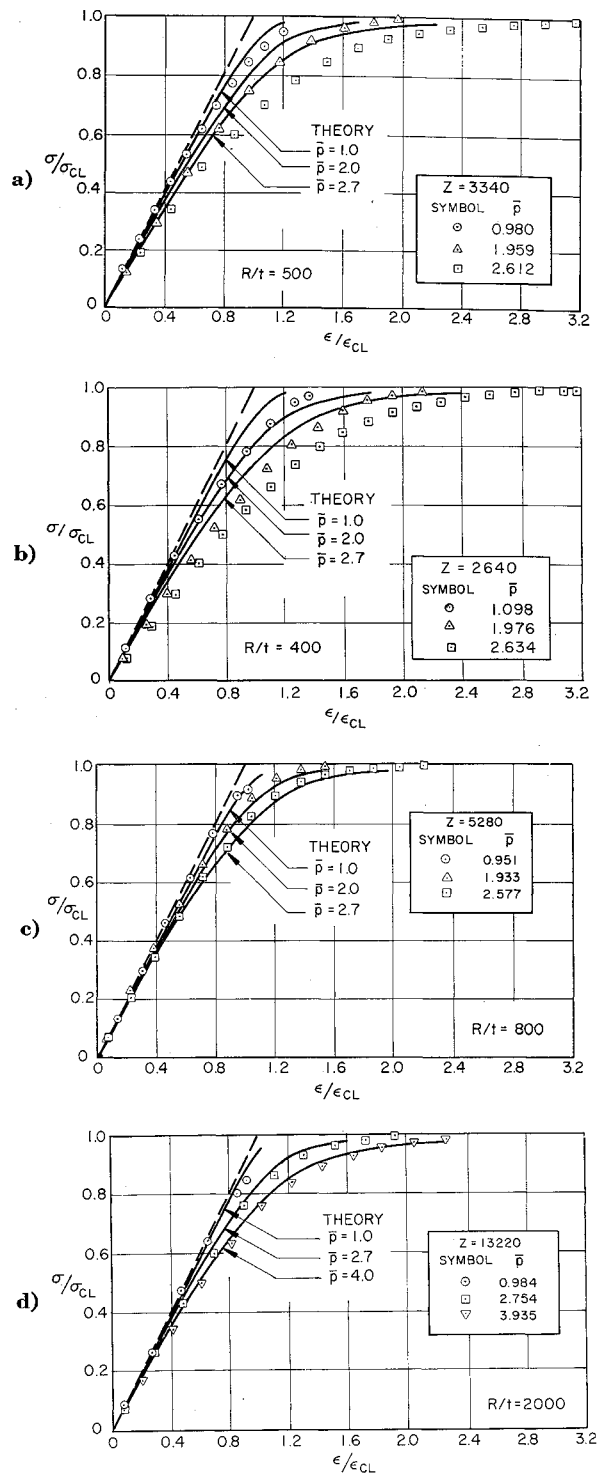 a)
σ/σCL
1.0
0.8
0.6
0.4
0.2
0
THEORY
p̄ = 1.0
p̄ = 2.0
p̄ = 2.7
Z = 3340
SYMBOL p̄
⊙ 0.980
△ 1.959
⊡ 2.612
R/t = 500
0 0.4 0.8 1.2 1.6 2.0 2.4 2.8 3.2
ϵ/ϵCL
b)
σ/σCL
1.0
0.8
0.6
0.4
0.2
0
THEORY
p̄ = 1.0
p̄ = 2.0
p̄ = 2.7
Z = 2640
SYMBOL p̄
⊙ 1.098
△ 1.976
⊡ 2.634
R/t = 400
0 0.4 0.8 1.2 1.6 2.0 2.4 2.8 3.2
ϵ/ϵCL
c)
σ/σCL
1.0
0.8
0.6
0.4
0.2
0
THEORY
p̄ = 1.0
p̄ = 2.0
p̄ = 2.7
Z = 5280
SYMBOL p̄
⊙ 0.951
△ 1.933
⊡ 2.577
R/t = 800
0 0.4 0.8 1.2 1.6 2.0 2.4 2.8 3.2
ϵ/ϵCL
d)
σ/σCL
1.0
0.8
0.6
0.4
0.2
0
THEORY
p̄ = 1.0
p̄ = 2.7
p̄ = 4.0
Z = 13220
SYMBOL p̄
⊙ 0.984
⊡ 2.754
▽ 3.935
R/t=2000
0 0.4 0.8 1.2 1.6 2.0 2.4 2.8 3.2
ϵ/ϵCL